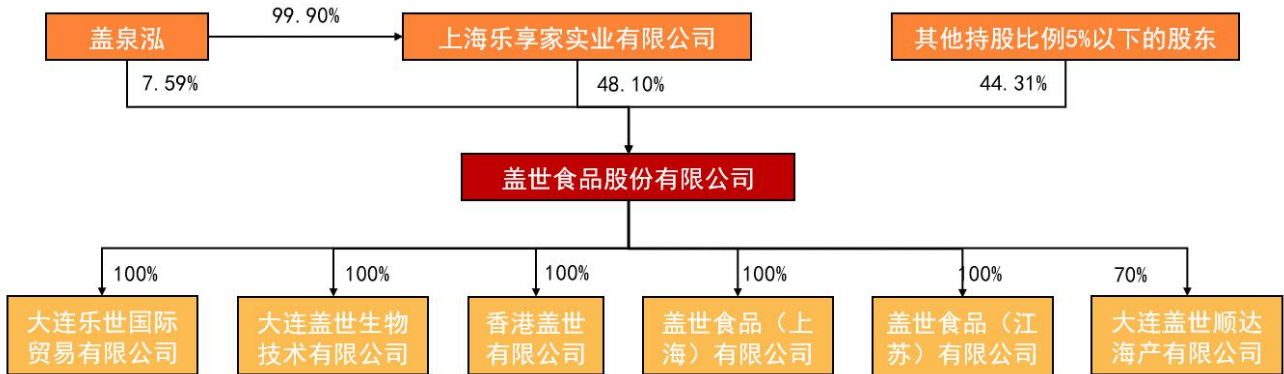 99.90%
盖泉泓
上海乐享家实业有限公司
其他持股比例5%以下的股东
7.59%
48.10%
44.31%
盖世食品股份有限公司
100%
100%
100%
100%
100%
70%
大连乐世国际
贸易有限公司
大连盖世生物
技术有限公司
香港盖世
有限公司
盖世食品（上
海）有限公司
盖世食品（江
苏）有限公司
大连盖世顺达
海产有限公司